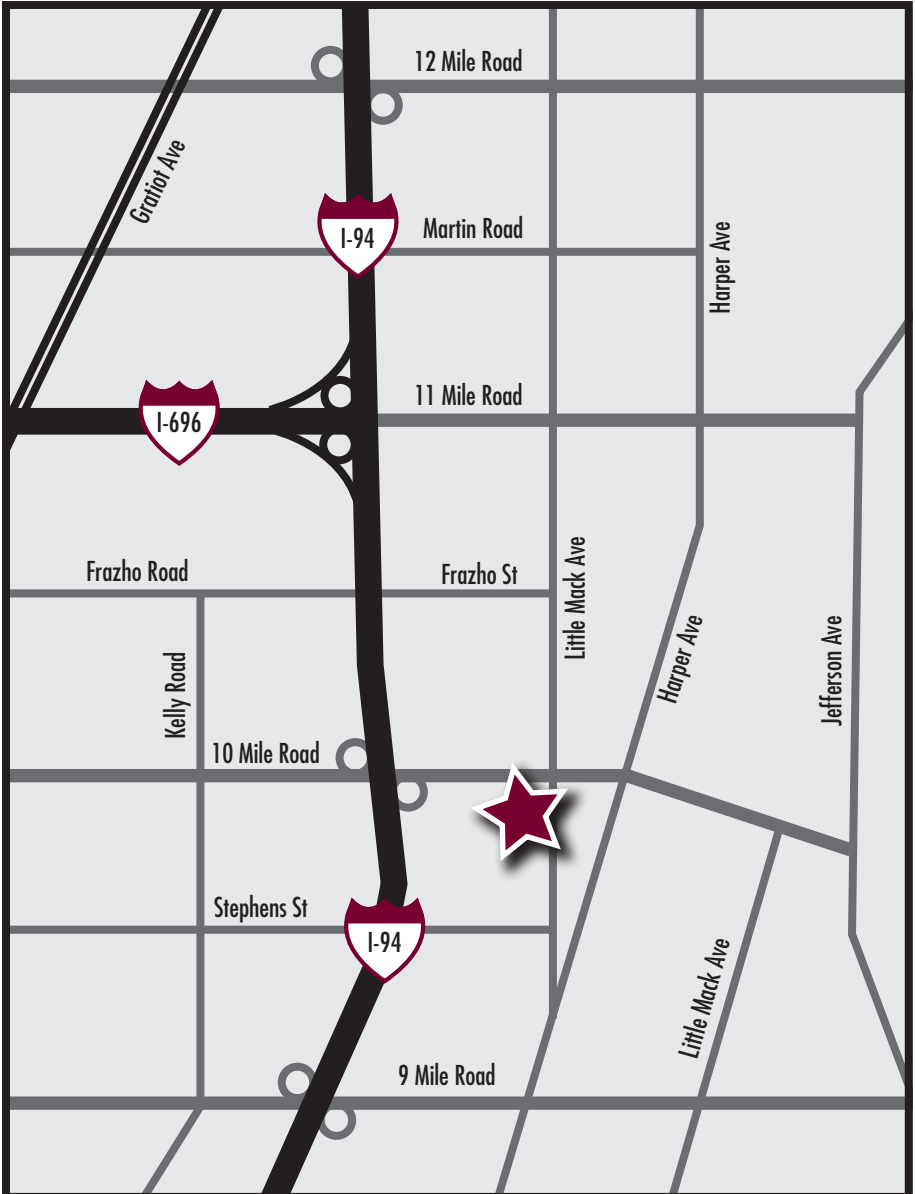 12 Mile Road
Gratiot Ave
I-94
Martin Road
Harper Ave
11 Mile Road
I-696
Frazho Road
Frazho St
Little Mack Ave
Harper Ave
Jefferson Ave
Kelly Road
10 Mile Road
Stephens St
I-94
Little Mack Ave
9 Mile Road